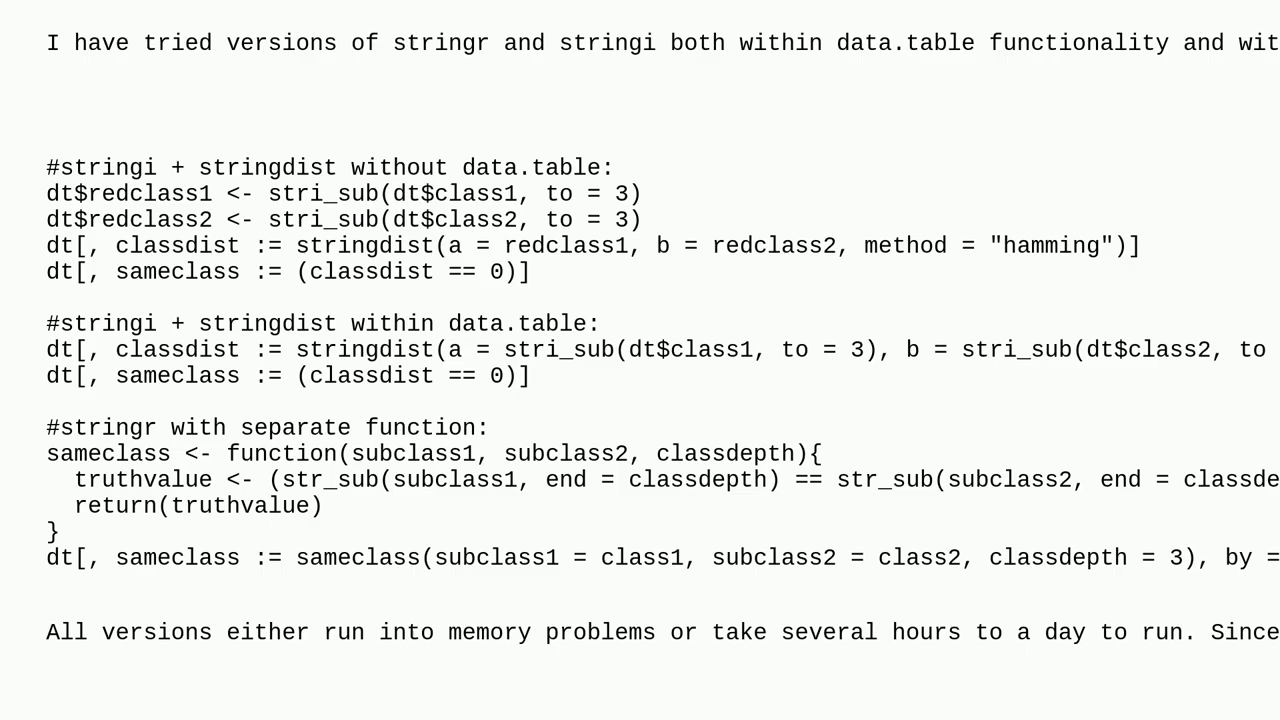 I have tried versions of stringr and stringi both within data.table functionality and wit
#stringi + stringdist without data.table:
dt$redclass1 <- stri_sub(dt$class1, to = 3)
dt$redclass2 <- stri_sub(dt$class2, to = 3)
dt[, classdist := stringdist(a = redclass1, b = redclass2, method = "hamming")]
dt[, sameclass := (classdist == 0)]
#stringi + stringdist within data.table:
dt[, classdist := stringdist(a = stri_sub(dt$class1, to = 3), b = stri_sub(dt$class2, to
dt[, sameclass := (classdist == 0)]
#stringr with separate function:
sameclass <- function(subclass1, subclass2, classdepth){
  truthvalue <- (str_sub(subclass1, end = classdepth) == str_sub(subclass2, end = classde
  return(truthvalue)
}
dt[, sameclass := sameclass(subclass1 = class1, subclass2 = class2, classdepth = 3), by =
All versions either run into memory problems or take several hours to a day to run. Since